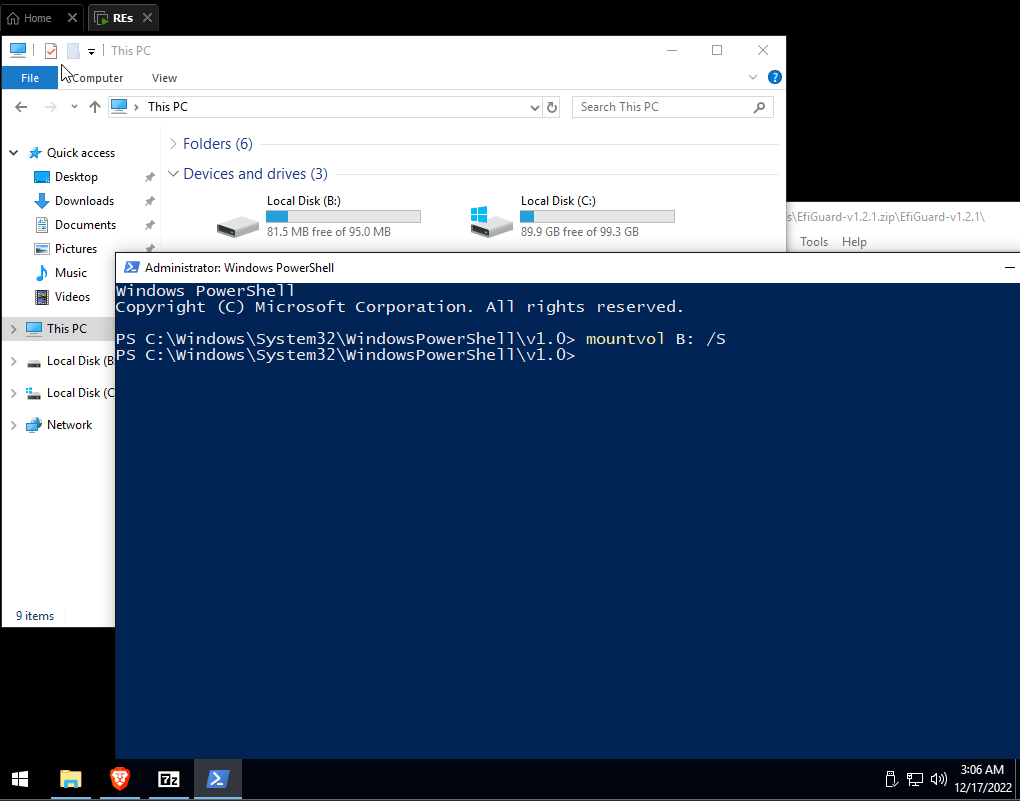 Home
REs
This PC
File
Computer
View
This PC
Search This PC
Quick access
Desktop
Downloads
Documents
Pictures
Music
Videos
This PC
Local Disk (B
Local Disk (C
Network
9 items
Folders (6)
Devices and drives (3)
Local Disk (B:)
81.5 MB free of 95.0 MB
Local Disk (C:)
89.9 GB free of 99.3 GB
s\EfiGuard-v1.2.1.zip\EfiGuard-v1.2.1\
Tools Help
Administrator: Windows PowerShell
Windows PowerShell
Copyright (C) Microsoft Corporation. All rights reserved.
PS C:\Windows\System32\WindowsPowerShell\v1.0> mountvol B: /S
PS C:\Windows\System32\WindowsPowerShell\v1.0>
7z
3:06 AM
12/17/2022